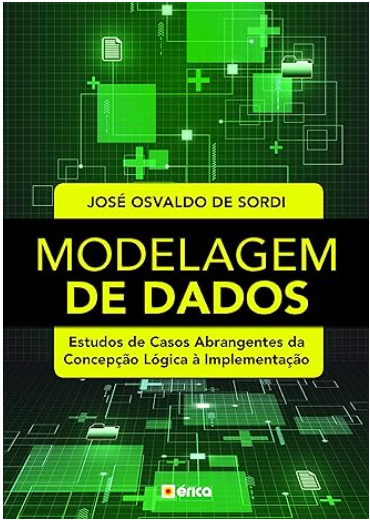 JOSÉ OSVALDO DE SORDI
MODELAGEM
DE DADOS
Estudos de Casos Abrangentes da
Concepção Lógica à Implementação
érica